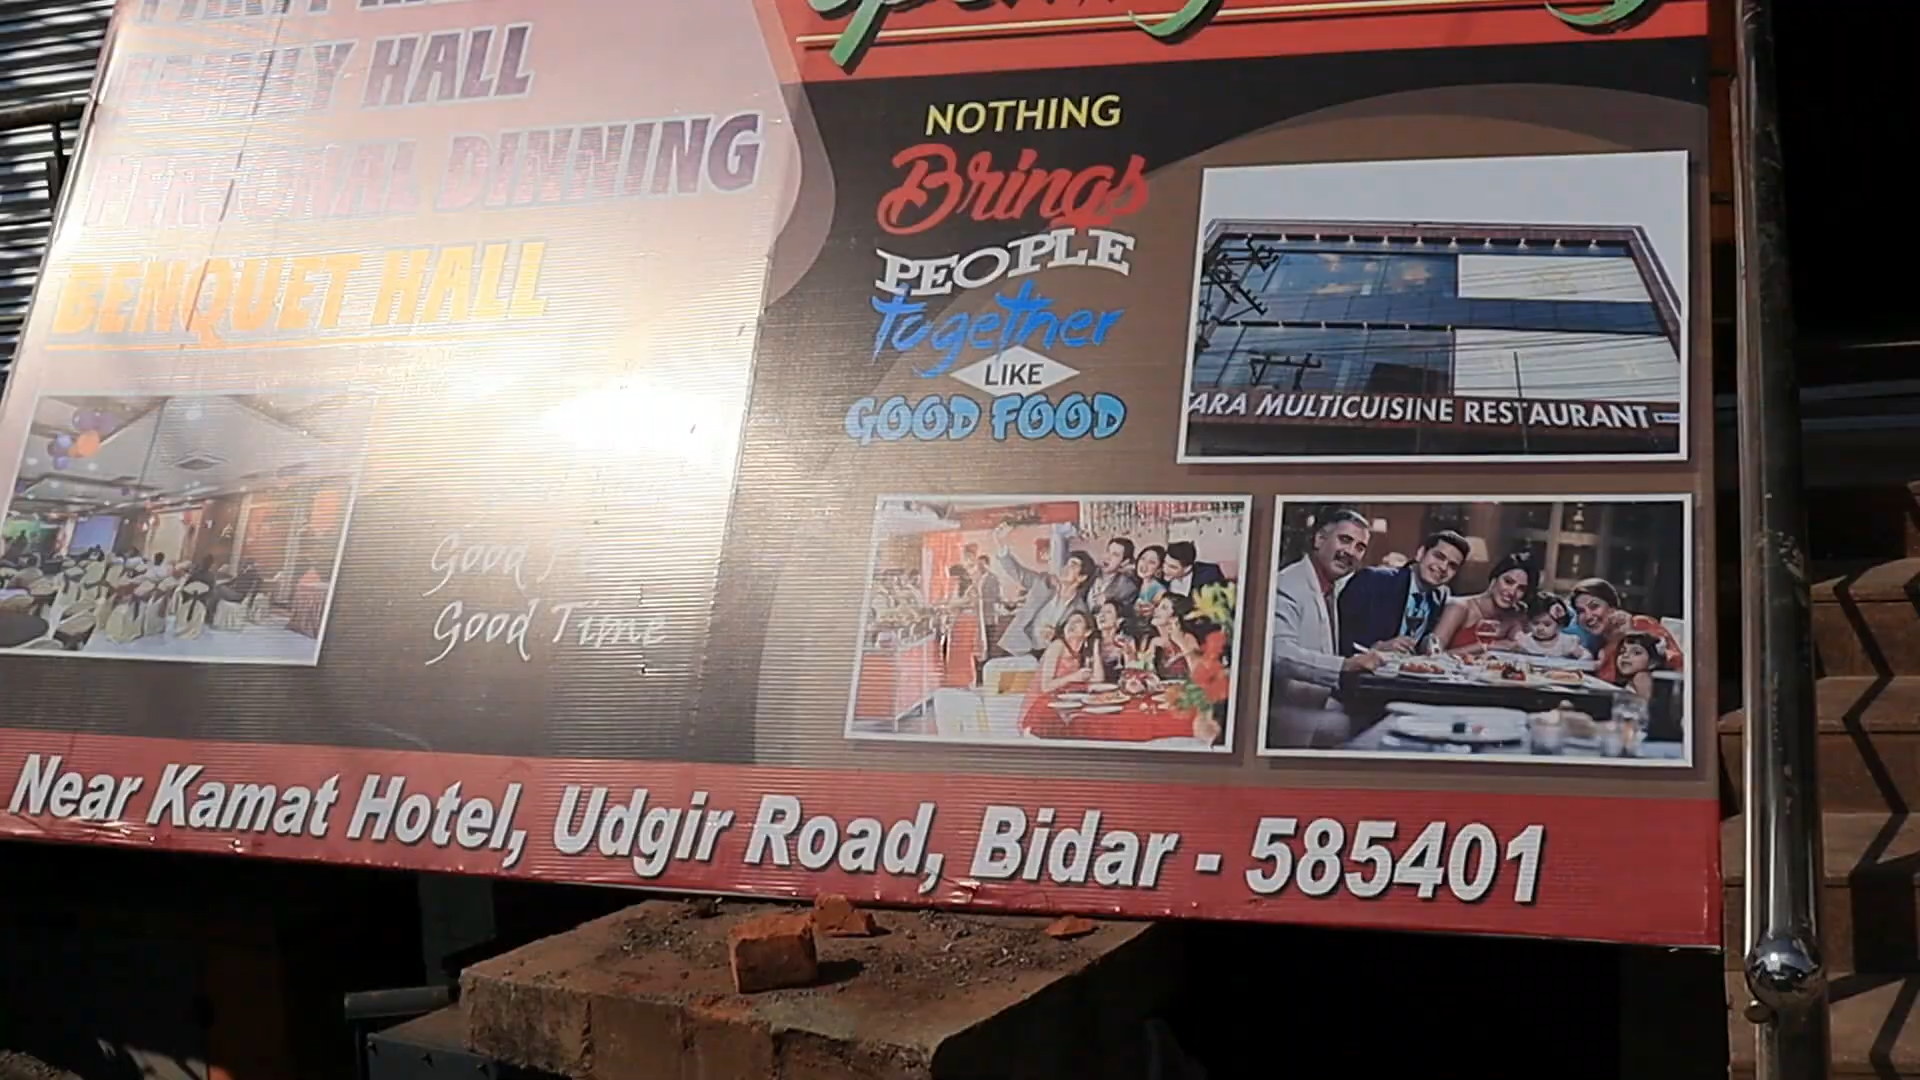 FAMILY HALL
PERSONAL DINNING
BENQUET HALL
Good
Good Time
NOTHING
Brings
PEOPLE
together
LIKE
GOOD FOOD
ARA MULTICUISINE RESTAURANT
Near Kamat Hotel, Udgir Road, Bidar - 585401